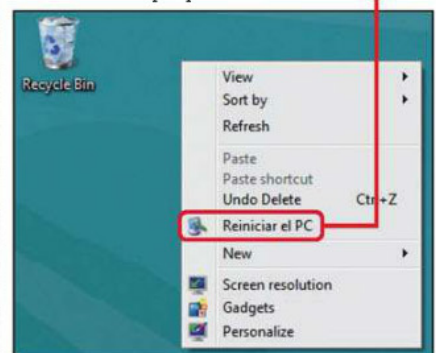 Recycle Bin
View
Sort by
Refresh
Paste
Paste shortcut
Undo Delete Ctrl+Z
Reiniciar el PC
New
Screen resolution
Gadgets
Personalize